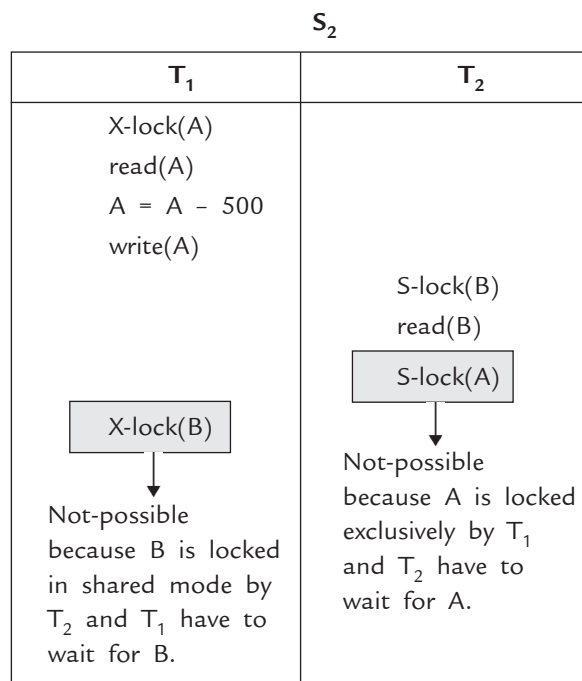 S₂
T₁
T₂
X-lock(A)
read(A)
A = A – 500
write(A)
S-lock(B)
read(B)
S-lock(A)
X-lock(B)
Not-possible
because A is locked
exclusively by T₁
and T₂ have to
wait for A.
Not-possible
because B is locked
in shared mode by
T₂ and T₁ have to
wait for B.